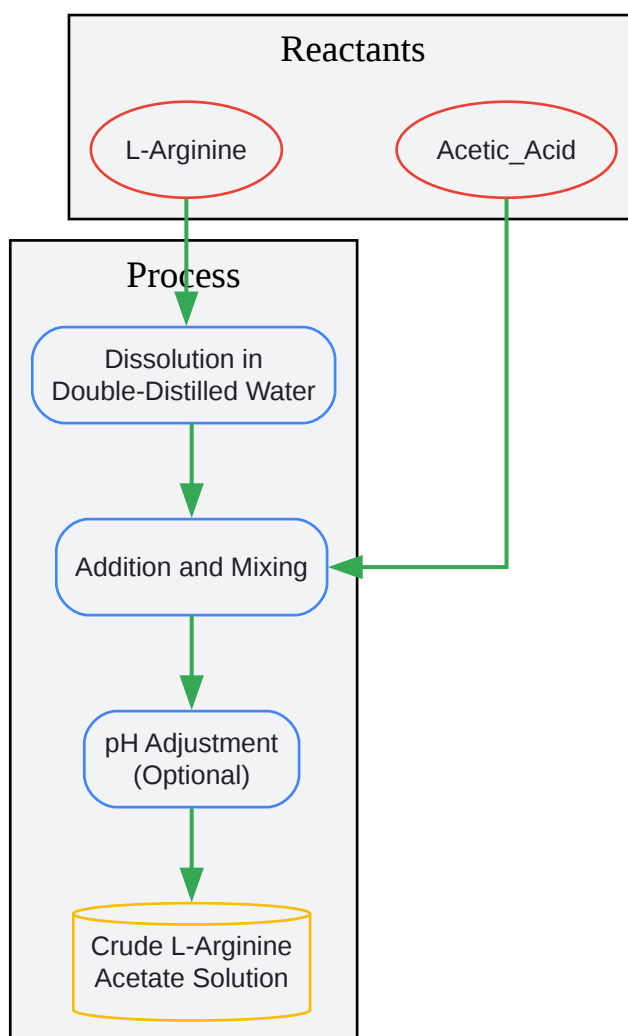 Reactants
L-Arginine
Acetic_Acid
Process
Dissolution in
Double-Distilled Water
Addition and Mixing
pH Adjustment
(Optional)
Crude L-Arginine
Acetate Solution